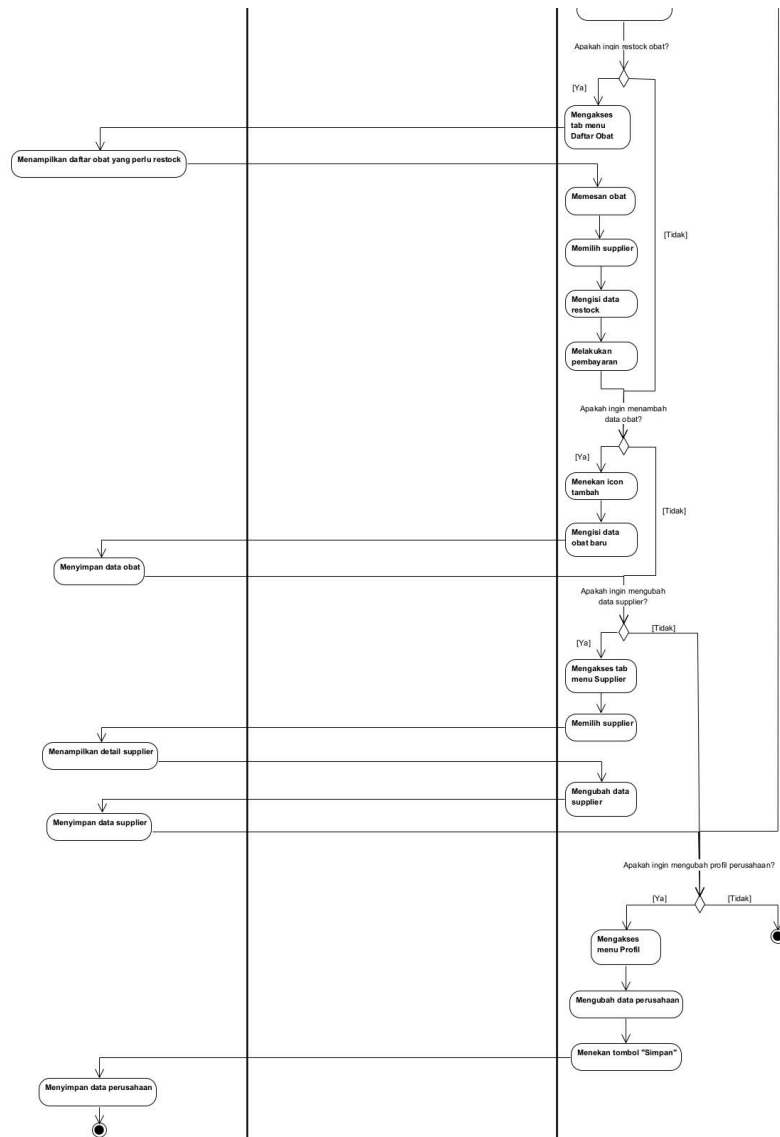 Apakah ingin restock obat?
[Ya]
Mengakses
tab menu
Daftar Obat
Menampilkan daftar obat yang perlu restock
Memesan obat
[Tidak]
Memilih supplier
Mengisi data
restock
Melakukan
pembayaran
Apakah ingin menambah
data obat?
[Ya]
Menekan icon
tambah
[Tidak]
Mengisi data
obat baru
Menyimpan data obat
Apakah ingin mengubah
data supplier?
[Ya]
[Tidak]
Mengakses tab
menu Supplier
Memilih supplier
Menampilkan detail supplier
Mengubah data
supplier
Menyimpan data supplier
Apakah ingin mengubah profil perusahaan?
[Ya]
[Tidak]
Mengakses
menu Profil
Mengubah data perusahaan
Menekan tombol "Simpan"
Menyimpan data perusahaan